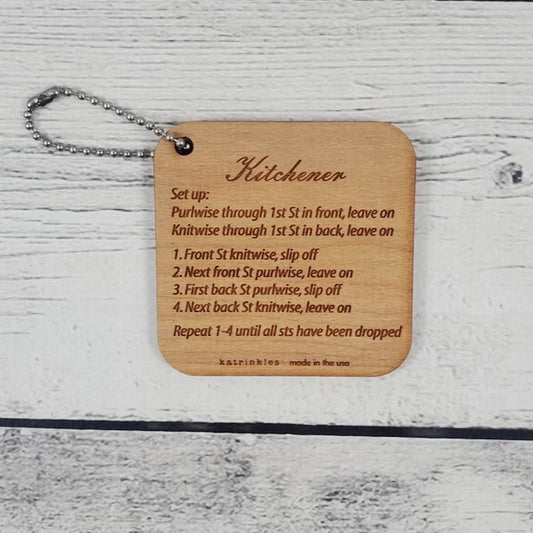 Kitchener
Set up:
Purlwise through 1st St in front, leave on
Knitwise through 1st St in back, leave on
1. Front St knitwise, slip off
2. Next front St purlwise, leave on
3. First back St purlwise, slip off
4. Next back St knitwise, leave on
Repeat 1-4 until all sts have been dropped
katrinkles made in the usa